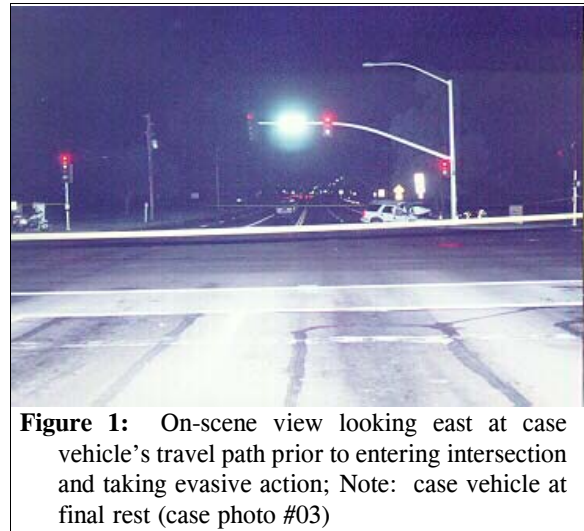 Figure 1: On-scene view looking east at case
vehicle's travel path prior to entering intersection
and taking evasive action; Note: case vehicle at
final rest (case photo #03)